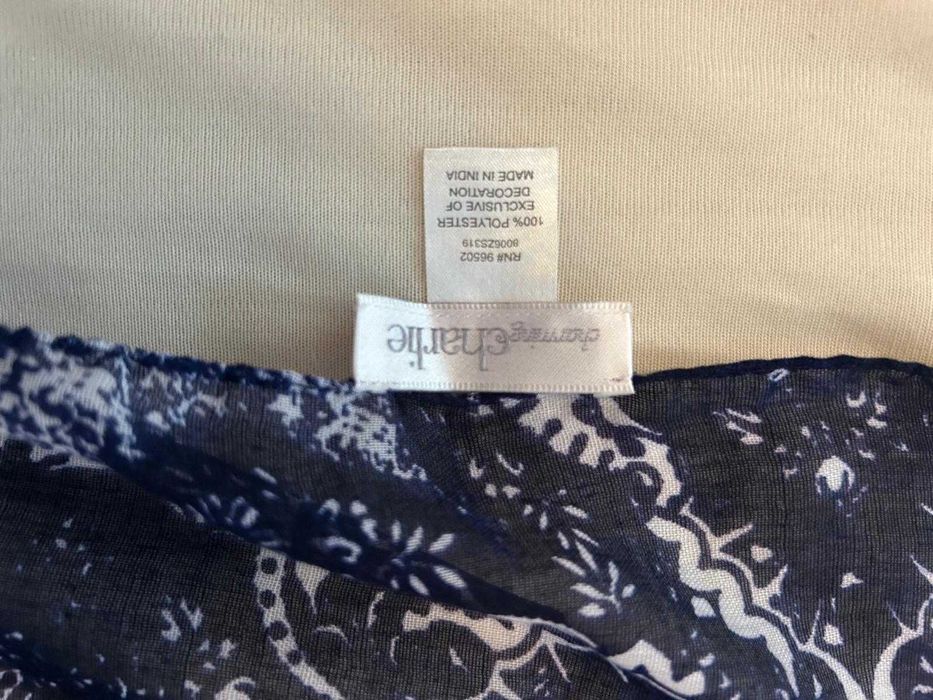 charming charlie
RN# 96502
8006ZS319
100% POLYESTER
EXCLUSIVE OF
DECORATION
MADE IN INDIA